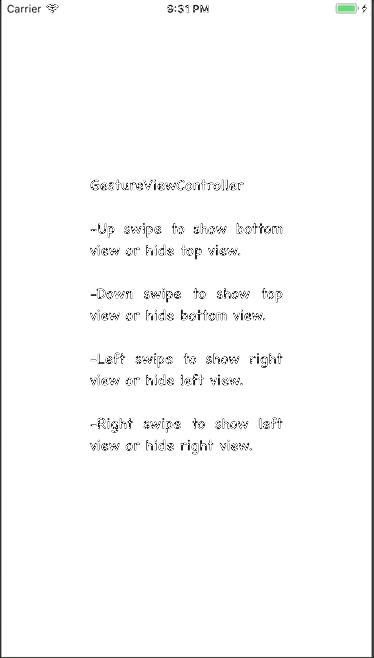 Carrier 9:31 PM
GestureViewController
-Up swipe to show bottom
view or hide top view.
-Down swipe to show top
view or hide bottom view.
-Left swipe to show right
view or hide left view.
-Right swipe to show left
view or hide right view.